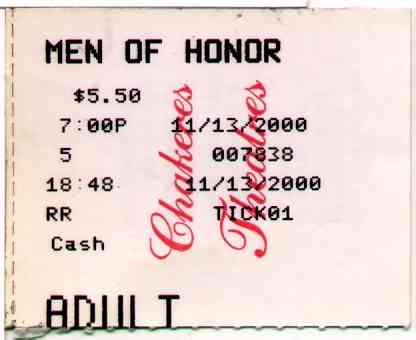 MEN OF HONOR
$5.50
7:00P 11/13/2000
5 007838
18:48 11/13/2000
RR TICK01
Cash
ADULT
Chakeres
Theatres